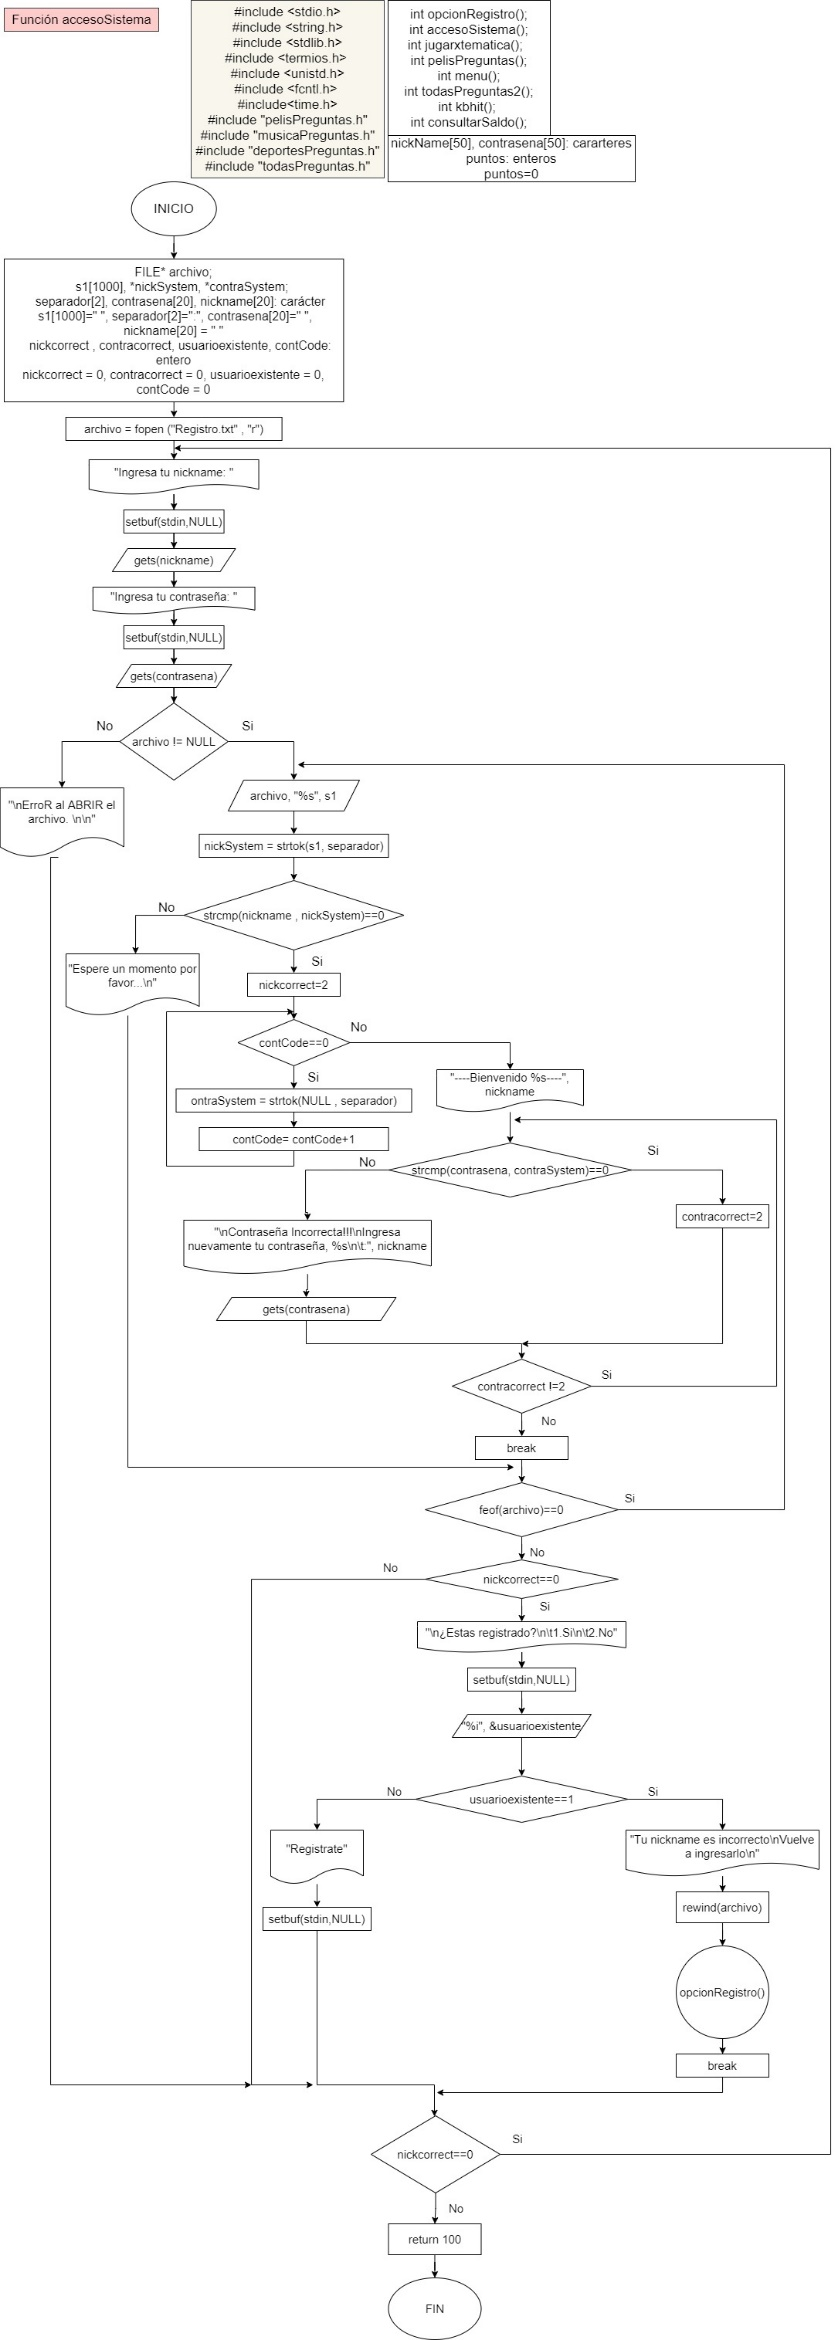 Función accesoSistema
#include <stdio.h>
#include <string.h>
#include <stdlib.h>
#include <termios.h>
#include <unistd.h>
#include <fcntl.h>
#include<time.h>
#include "pelisPreguntas.h"
#include "musicaPreguntas.h"
#include "deportesPreguntas.h"
#include "todasPreguntas.h"
int opcionRegistro();
int accesoSistema();
int jugarxtematica();
int pelisPreguntas();
int menu();
int todasPreguntas2();
int kbhit();
int consultarSaldo();
nickName[50], contrasena[50]: cararteres
puntos: enteros
puntos=0
INICIO
FILE* archivo;
s1[1000], *nickSystem, *contraSystem;
separador[2], contrasena[20], nickname[20]: carácter
s1[1000]=" ", separador[2]=":", contrasena[20]=" ",
nickname[20] = " "
nickcorrect , contracorrect, usuarioexistente, contCode:
entero
nickcorrect = 0, contracorrect = 0, usuarioexistente = 0,
contCode = 0
archivo = fopen ("Registro.txt" , "r")
"Ingresa tu nickname: "
setbuf(stdin,NULL)
gets(nickname)
"Ingresa tu contraseña: "
setbuf(stdin,NULL)
gets(contrasena)
No
Si
archivo != NULL
"\nErroR al ABRIR el
archivo. \n\n"
archivo, "%s", s1
nickSystem = strtok(s1, separador)
No
strcmp(nickname , nickSystem)==0
Si
"Espere un momento por
favor...\n"
nickcorrect=2
No
contCode==0
Si
"----Bienvenido %s----",
nickname
ontraSystem = strtok(NULL , separador)
contCode= contCode+1
No
Si
strcmp(contrasena, contraSystem)==0
contracorrect=2
"\nContraseña Incorrecta!!!\nIngresa
nuevamente tu contraseña, %s\n\t:", nickname
gets(contrasena)
Si
contracorrect !=2
No
break
Si
feof(archivo)==0
No
No
nickcorrect==0
Si
"\n¿Estas registrado?\n\t1.Si\n\t2.No"
setbuf(stdin,NULL)
"%i", &usuarioexistente
No
Si
usuarioexistente==1
"Registrate"
"Tu nickname es incorrecto\nVuelve
a ingresarlo\n"
setbuf(stdin,NULL)
rewind(archivo)
opcionRegistro()
break
Si
nickcorrect==0
No
return 100
FIN